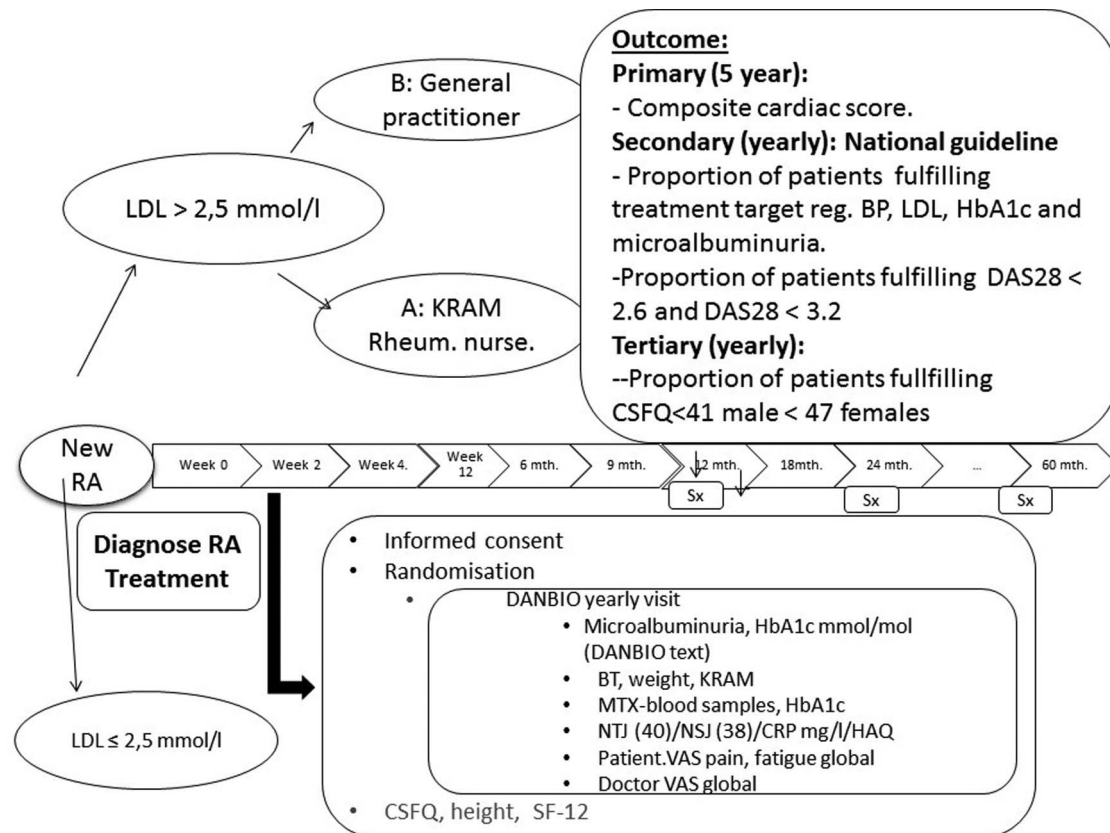 Outcome:
Primary (5 year):
- Composite cardiac score.
Secondary (yearly): National guideline
- Proportion of patients fulfilling
treatment target reg. BP, LDL, HbA1c and
microalbuminuria.
-Proportion of patients fulfilling DAS28 <
2.6 and DAS28 < 3.2
Tertiary (yearly):
--Proportion of patients fullfilling
CSFQ<41 male < 47 females
B: General
practitioner
LDL > 2,5 mmol/l
A: KRAM
Rheum. nurse.
New
RA
Week 0
Week 2
Week 4.
Week
12
6 mth.
9 mth.
12 mth.
18mth.
24 mth.
...
60 mth.
Sx
Sx
Sx
Diagnose RA
Treatment
LDL ≤ 2,5 mmol/l
• Informed consent
• Randomisation
• DANBIO yearly visit
• Microalbuminuria, HbA1c mmol/mol
(DANBIO text)
• BT, weight, KRAM
• MTX-blood samples, HbA1c
• NTJ (40)/NSJ (38)/CRP mg/l/HAQ
• Patient.VAS pain, fatigue global
• Doctor VAS global
• CSFQ, height, SF-12